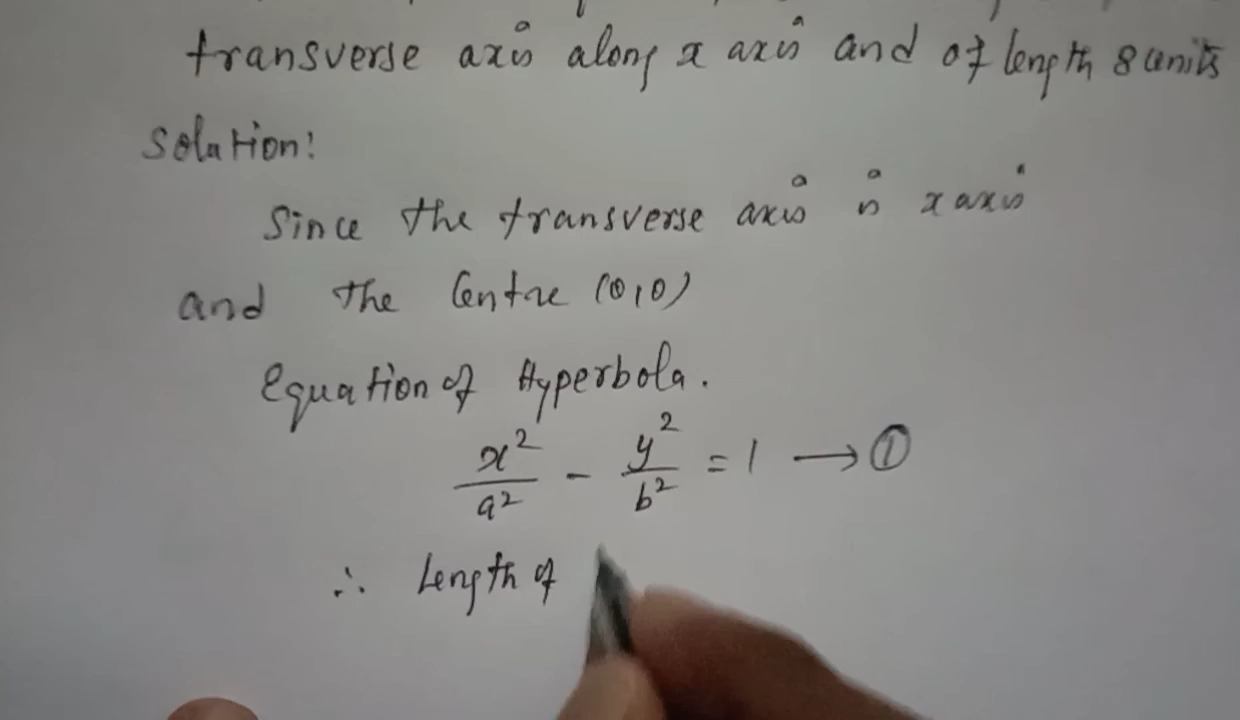 transverse axis along x axis and of length 8 units
Solution:
Since the transverse axis is x axis
and the Centre (0,0)
Equation of Hyperbola.
x²/a² - y²/b² = 1 → ①
∴ Length of